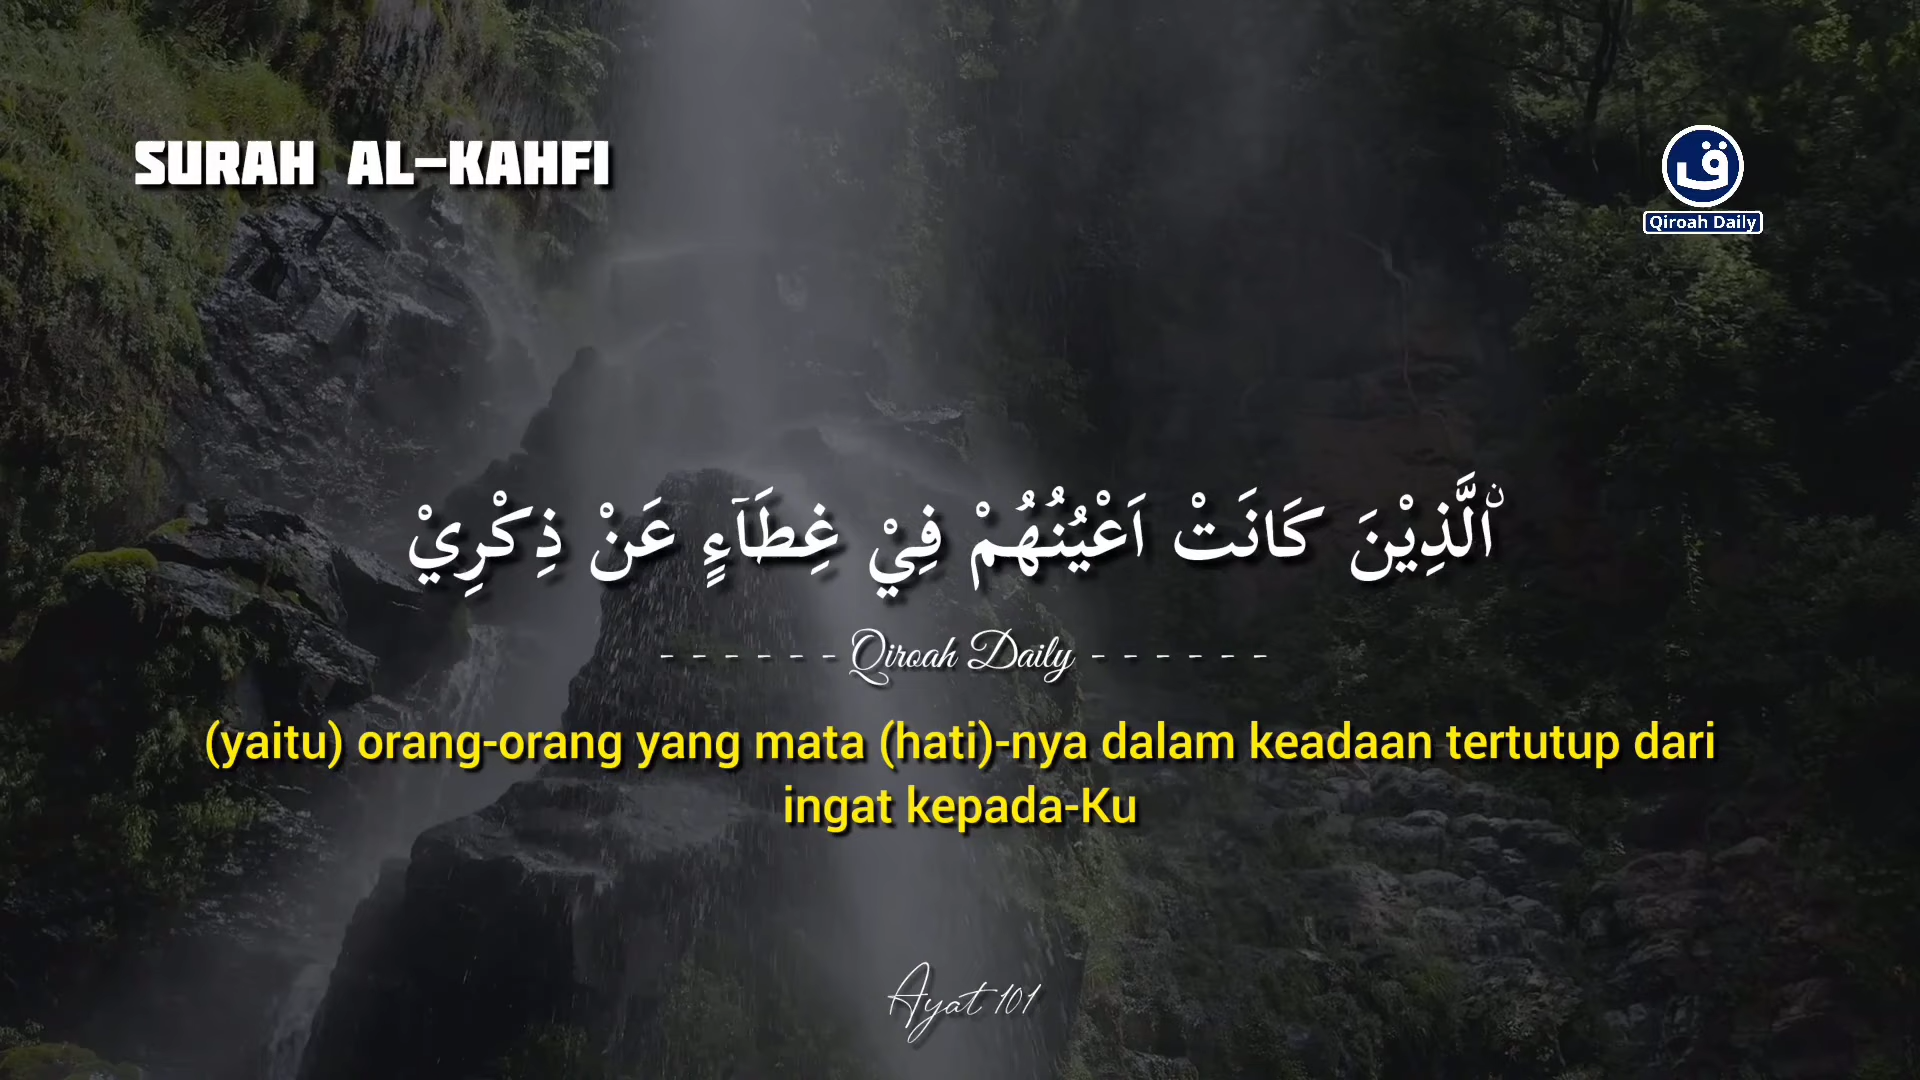 SURAH AL-KAHFI
ق
Qiroah Daily
ۨالَّذِيْنَ كَانَتْ اَعْيُنُهُمْ فِيْ غِطَاۤءٍ عَنْ ذِكْرِيْ
- - - - - - Qiroah Daily - - - - - -
(yaitu) orang-orang yang mata (hati)-nya dalam keadaan tertutup dari
ingat kepada-Ku
Ayat 101